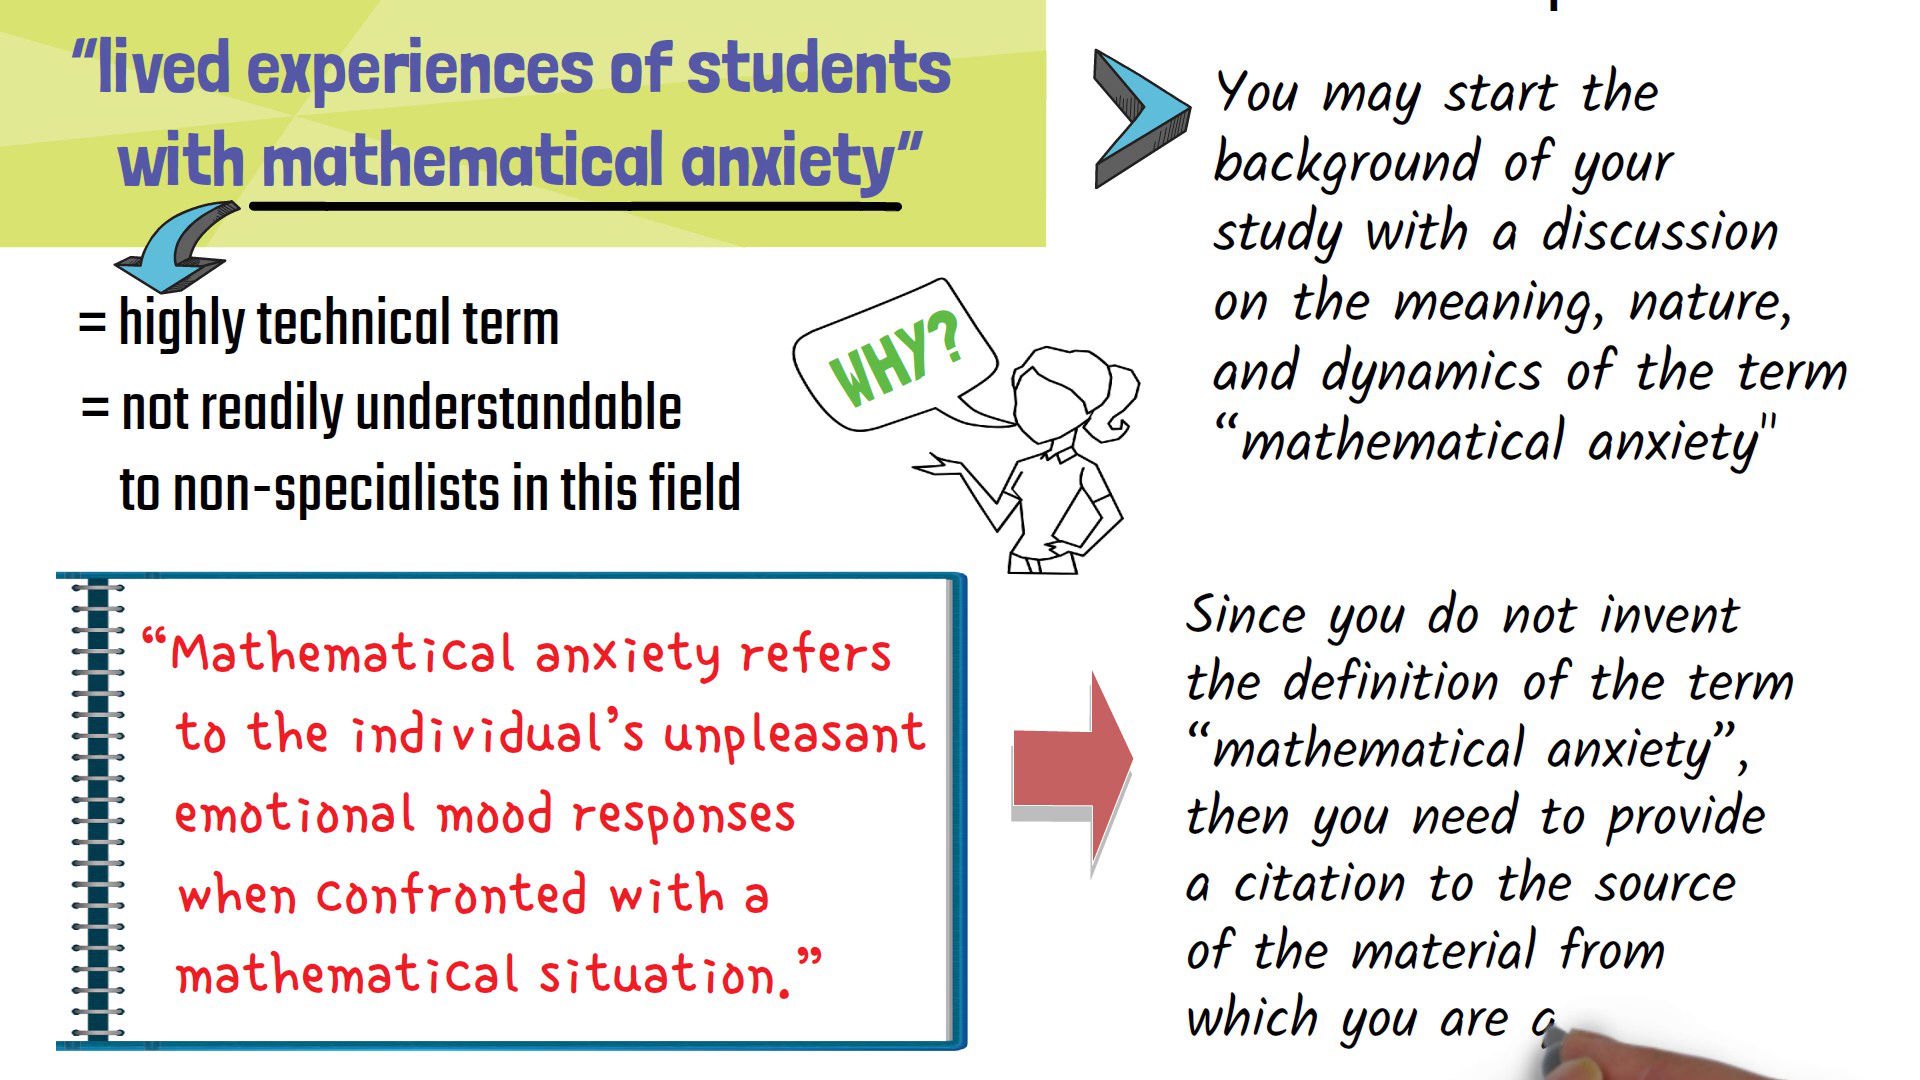 “lived experiences of students
with mathematical anxiety”
= highly technical term
= not readily understandable
to non-specialists in this field
WHY?
“Mathematical anxiety refers
to the individual’s unpleasant
emotional mood responses
when confronted with a
mathematical situation.”
You may start the
background of your
study with a discussion
on the meaning, nature,
and dynamics of the term
“mathematical anxiety"
Since you do not invent
the definition of the term
“mathematical anxiety”,
then you need to provide
a citation to the source
of the material from
which you are